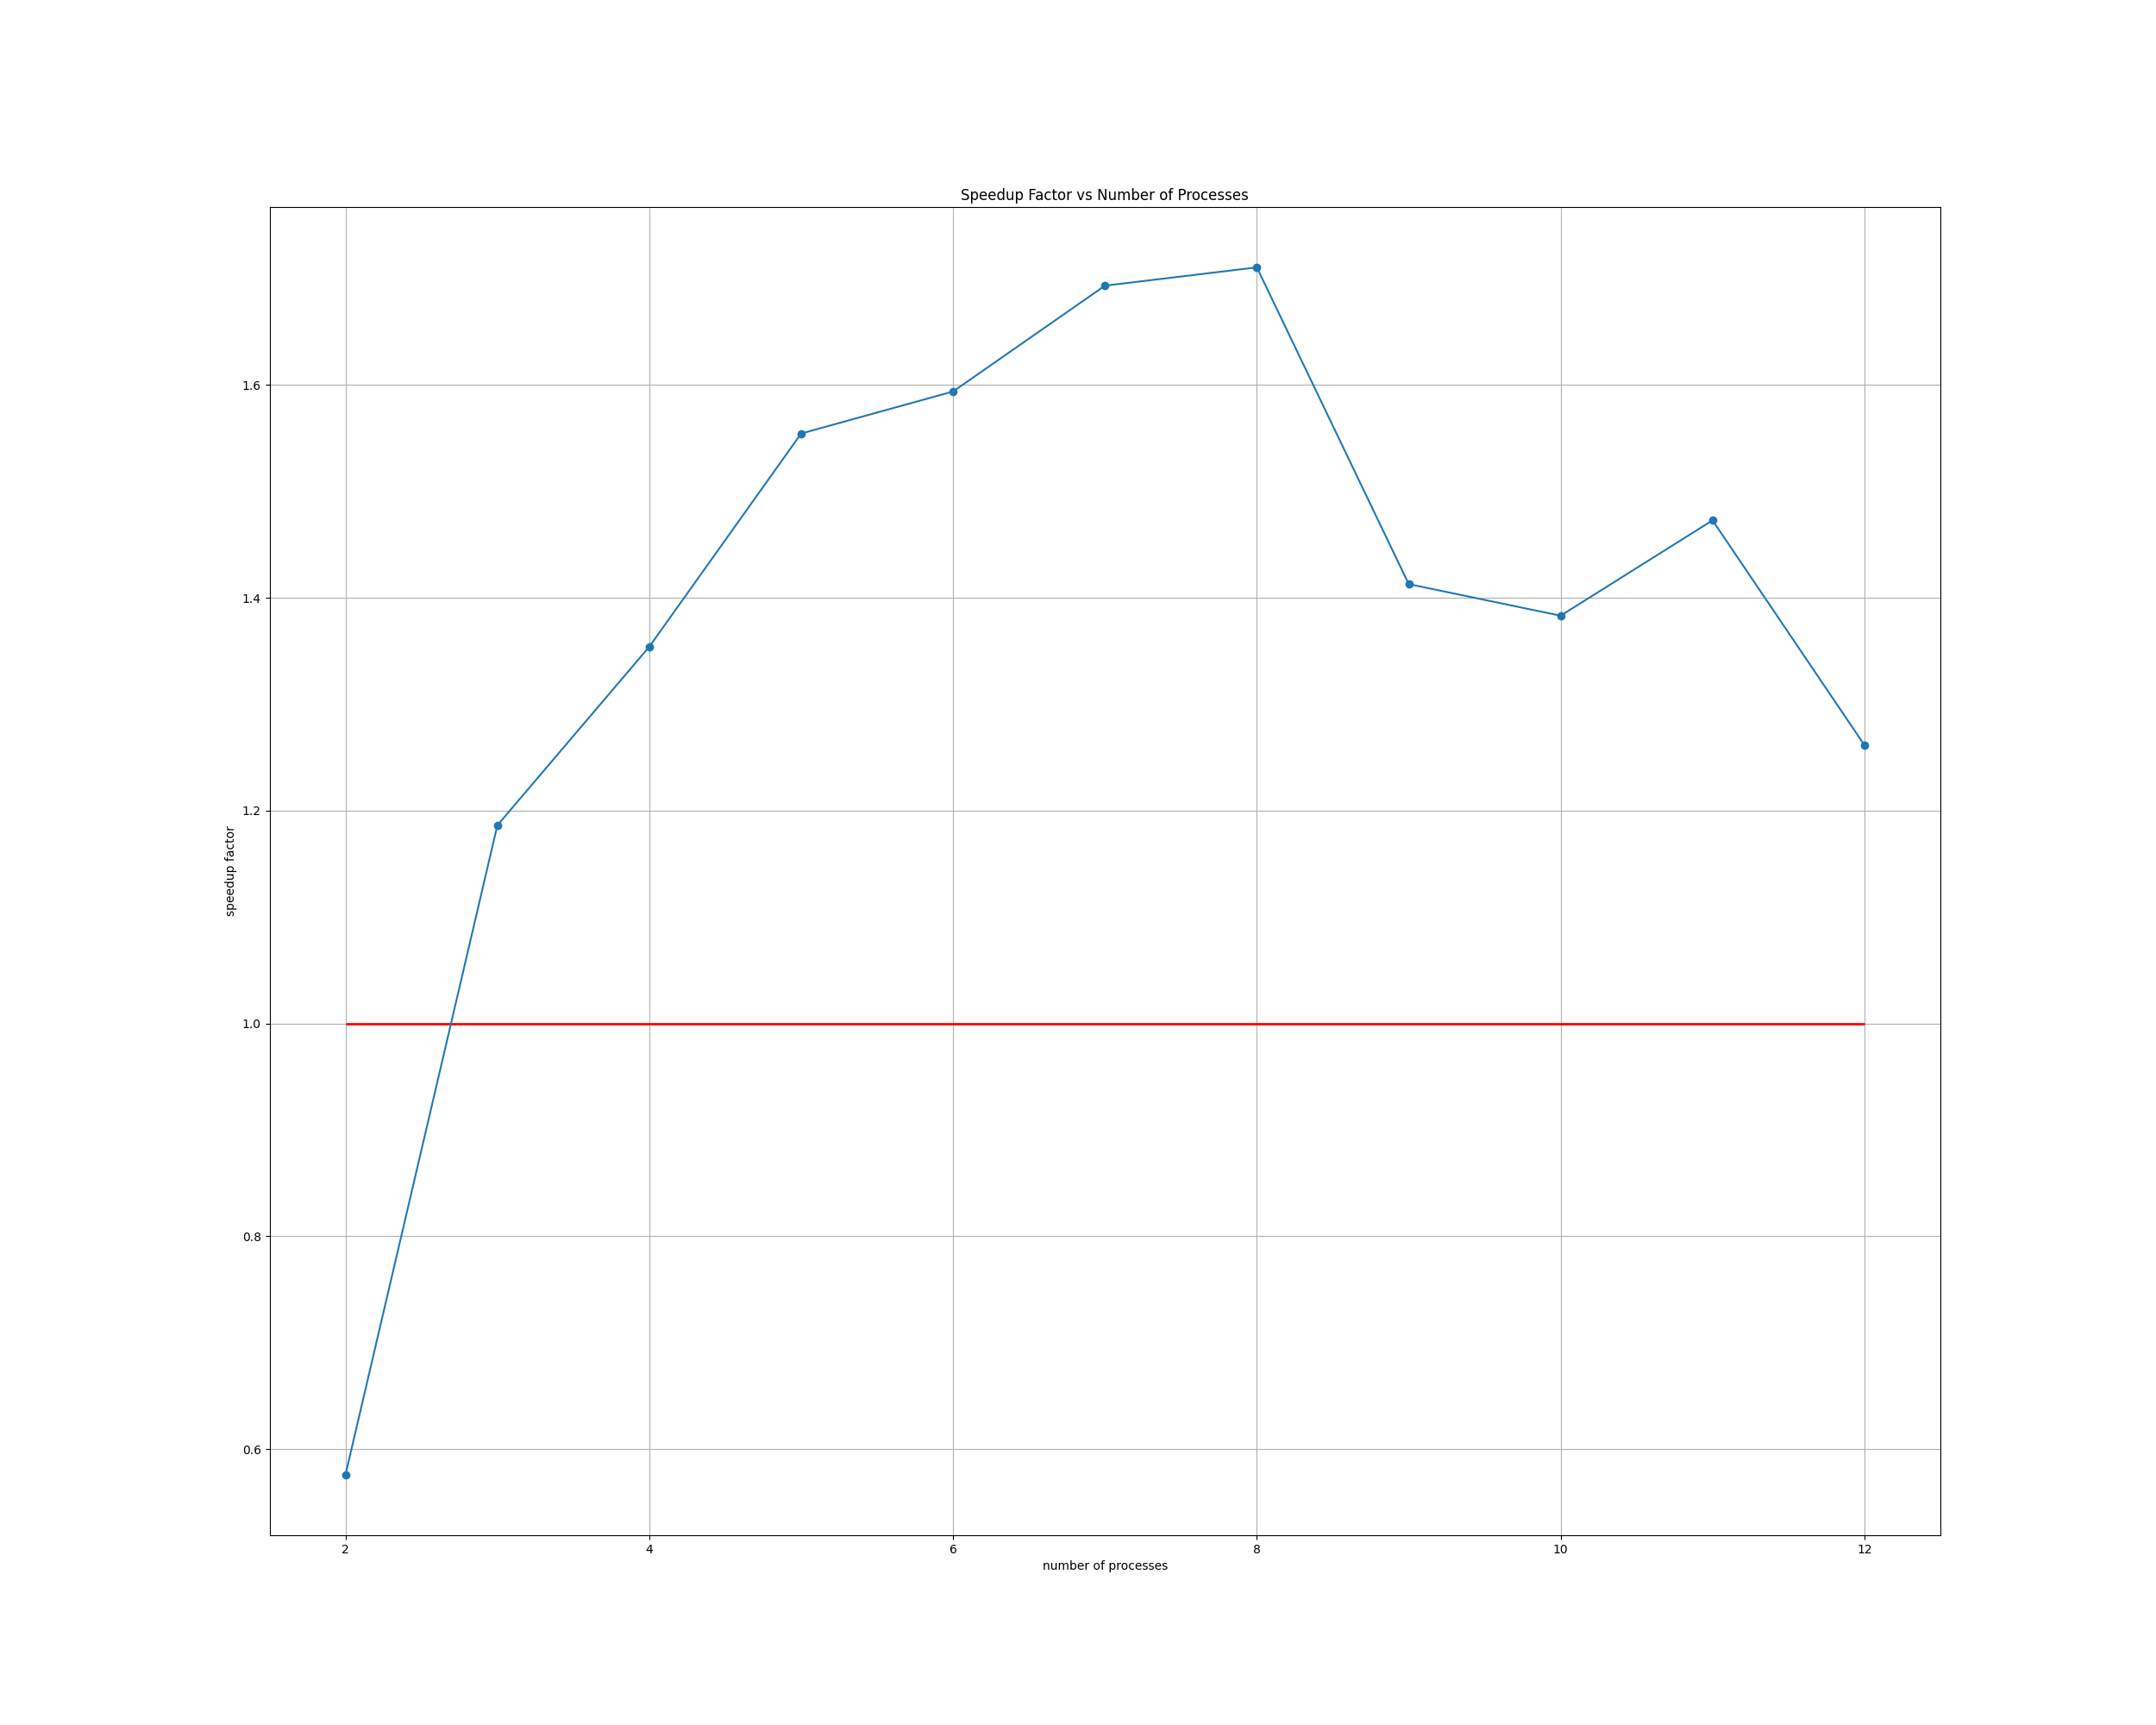 Speedup Factor vs Number of Processes
1.6
1.4
1.2
1.0
0.8
0.6
speedup factor
2 4 6 8 10 12
number of processes